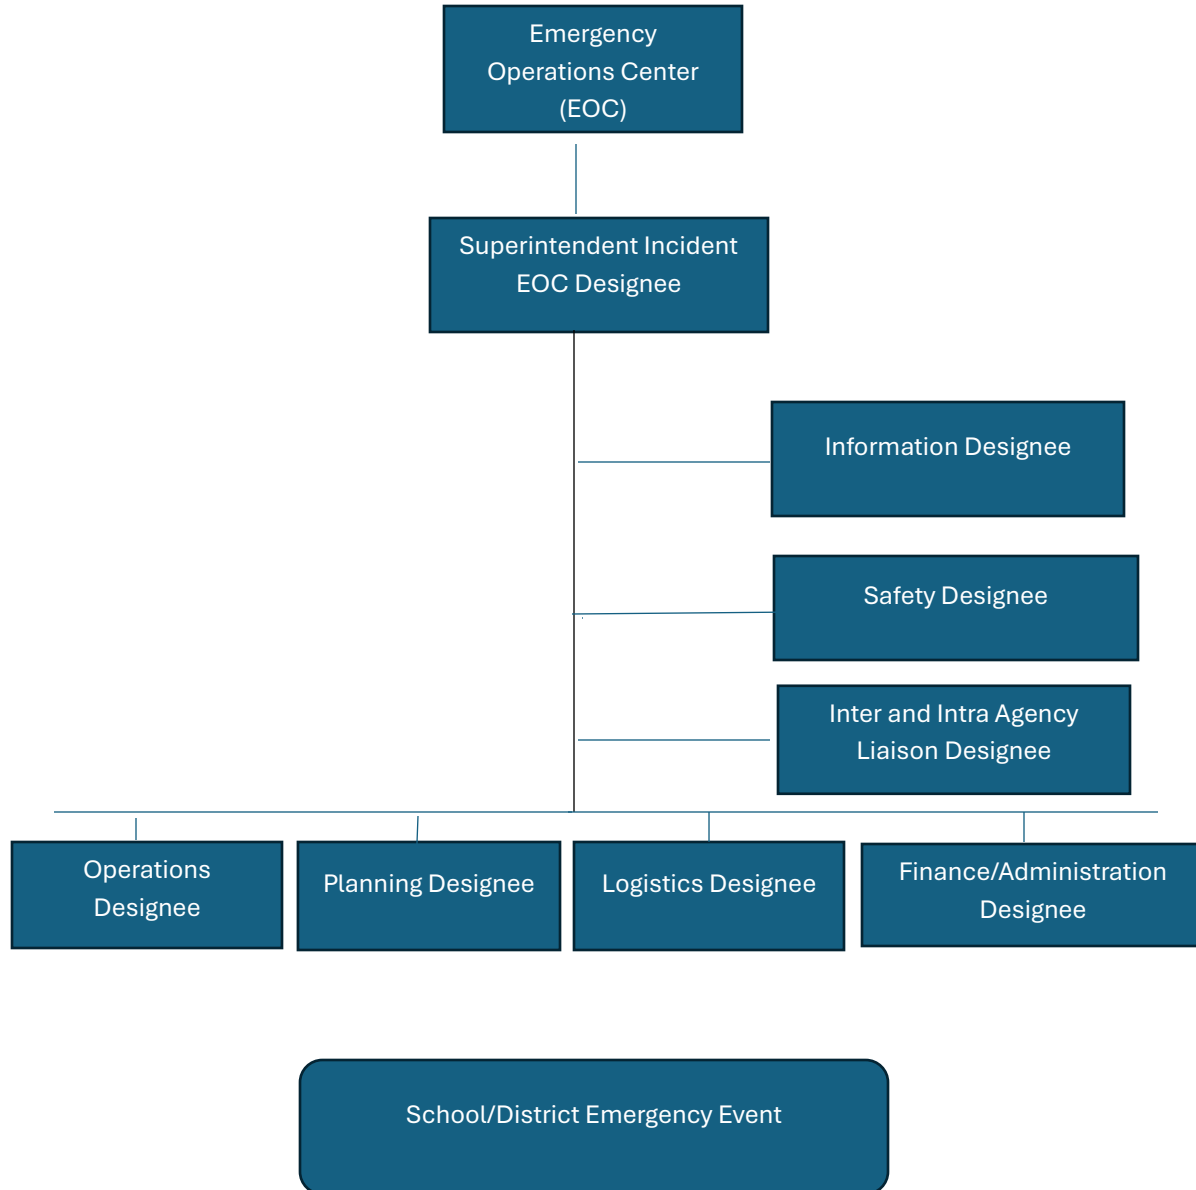 Emergency
Operations Center
(EOC)
Superintendent Incident
EOC Designee
Information Designee
Safety Designee
Inter and Intra Agency
Liaison Designee
Operations
Designee
Planning Designee
Logistics Designee
Finance/Administration
Designee
School/District Emergency Event